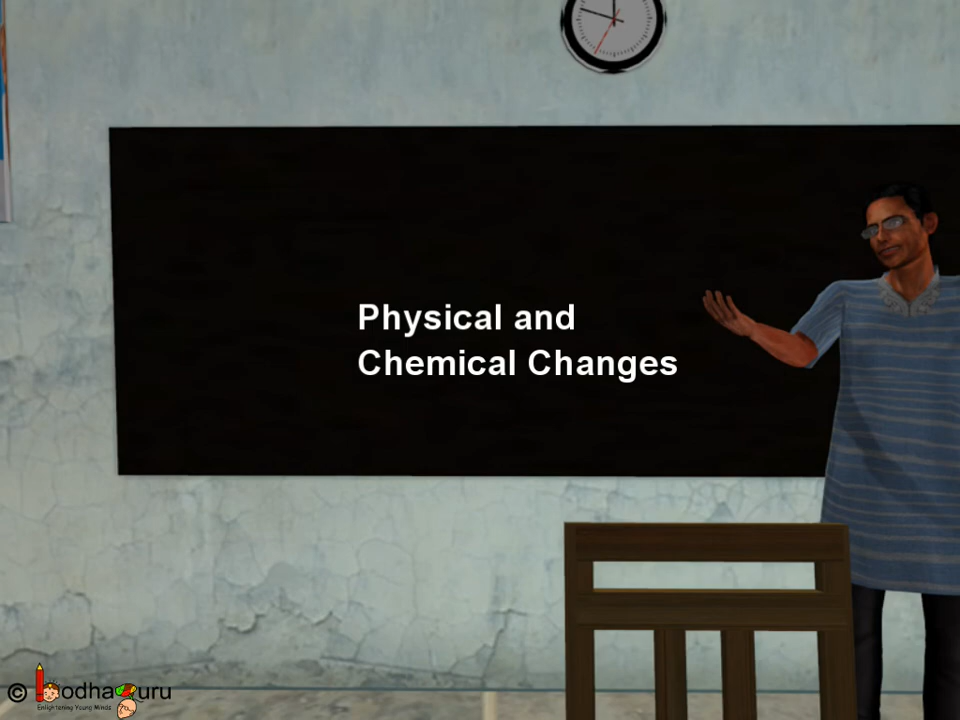 Physical and
Chemical Changes
© BodhaGuru
Enlightening Young Minds